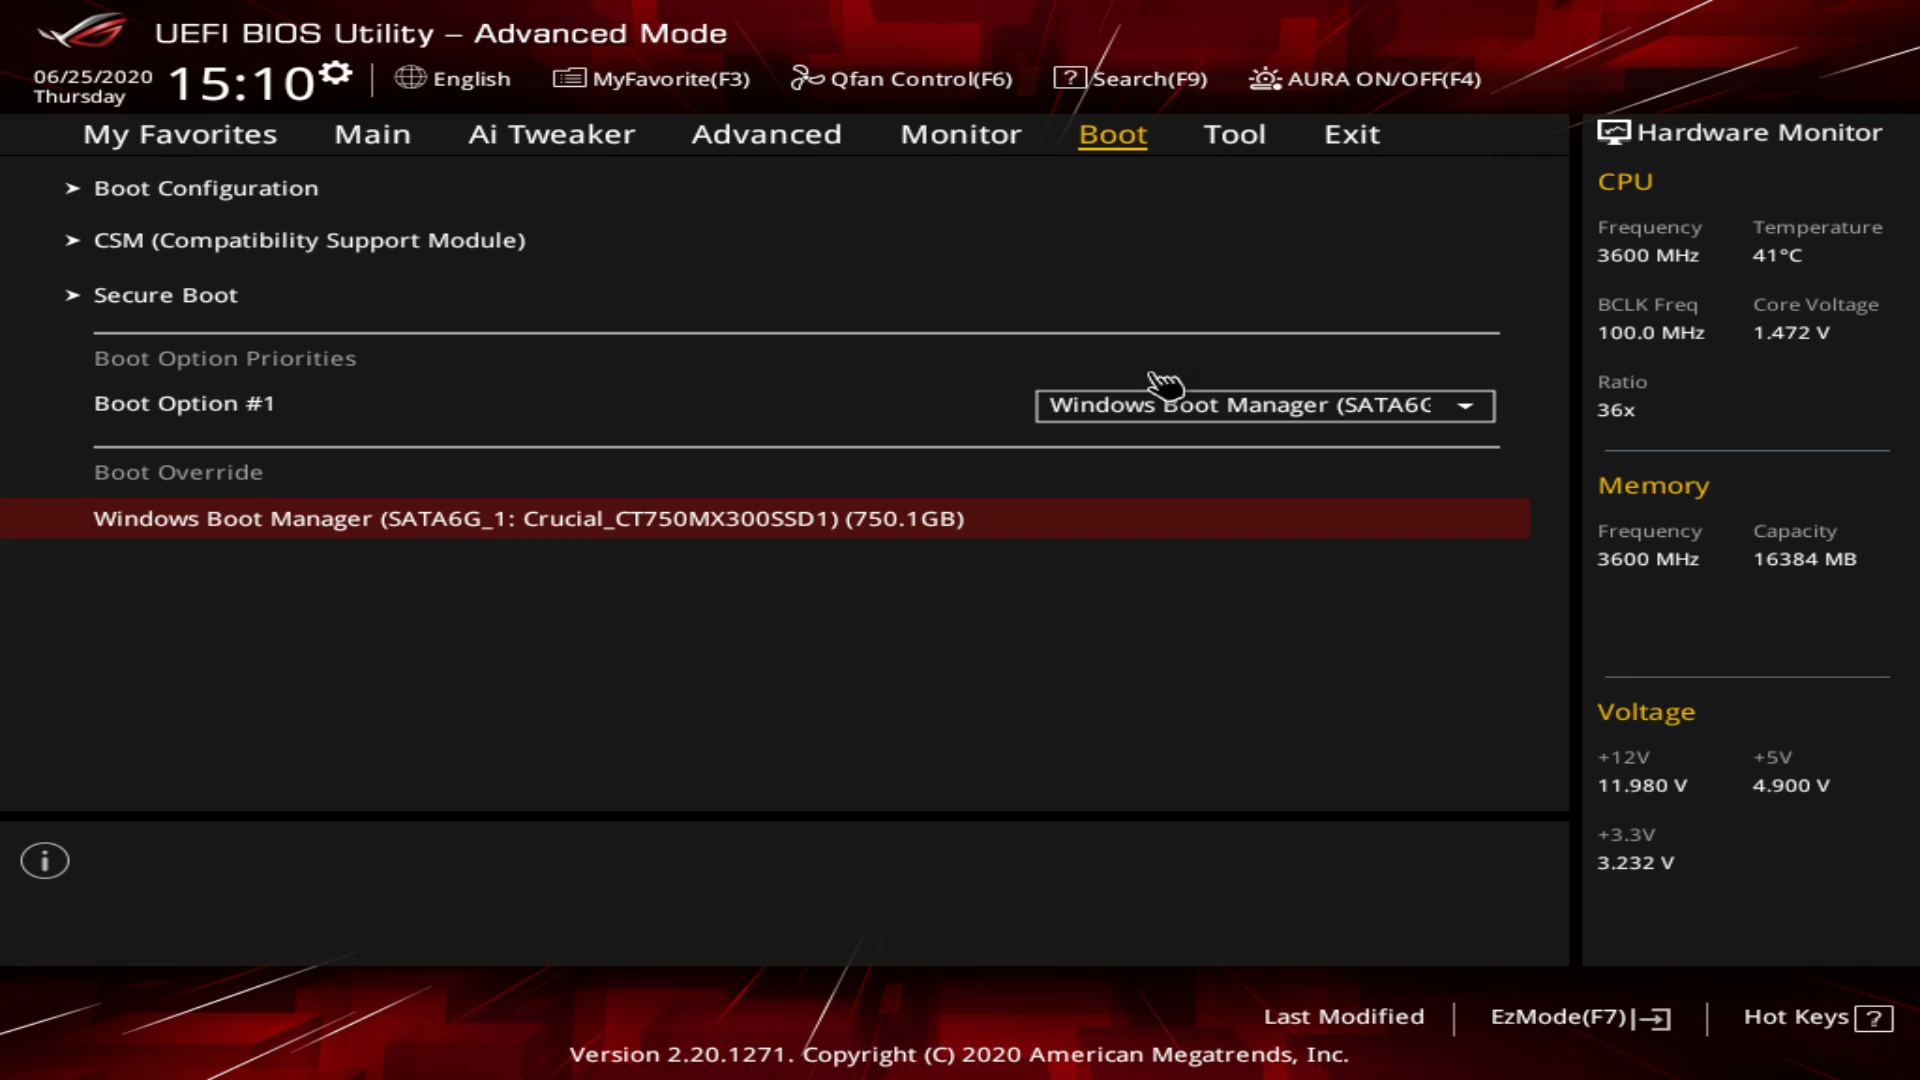 UEFI BIOS Utility – Advanced Mode
06/25/2020
Thursday
15:10
English
MyFavorite(F3)
Qfan Control(F6)
? Search(F9)
AURA ON/OFF(F4)
My Favorites Main Ai Tweaker Advanced Monitor Boot Tool Exit
Boot Configuration
CSM (Compatibility Support Module)
Secure Boot
Boot Option Priorities
Boot Option #1
Windows Boot Manager (SATA6G
Boot Override
Windows Boot Manager (SATA6G_1: Crucial_CT750MX300SSD1) (750.1GB)
Hardware Monitor
CPU
Frequency Temperature
3600 MHz 41°C
BCLK Freq Core Voltage
100.0 MHz 1.472 V
Ratio
36x
Memory
Frequency Capacity
3600 MHz 16384 MB
Voltage
+12V +5V
11.980 V 4.900 V
+3.3V
3.232 V
i
Last Modified
EzMode(F7)
Hot Keys ?
Version 2.20.1271. Copyright (C) 2020 American Megatrends, Inc.